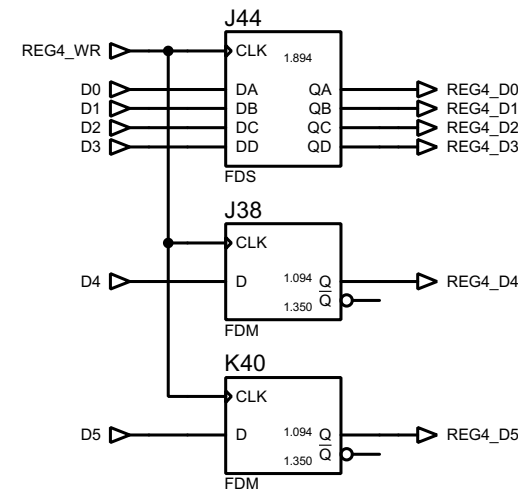 J44
REG4_WR CLK 1.894
D0 DA QA REG4_D0
D1 DB QB REG4_D1
D2 DC QC REG4_D2
D3 DD QD REG4_D3
FDS
J38
CLK
D4 D 1.094 Q REG4_D4
1.350 Q
FDM
K40
CLK
D5 D 1.094 Q REG4_D5
1.350 Q
FDM